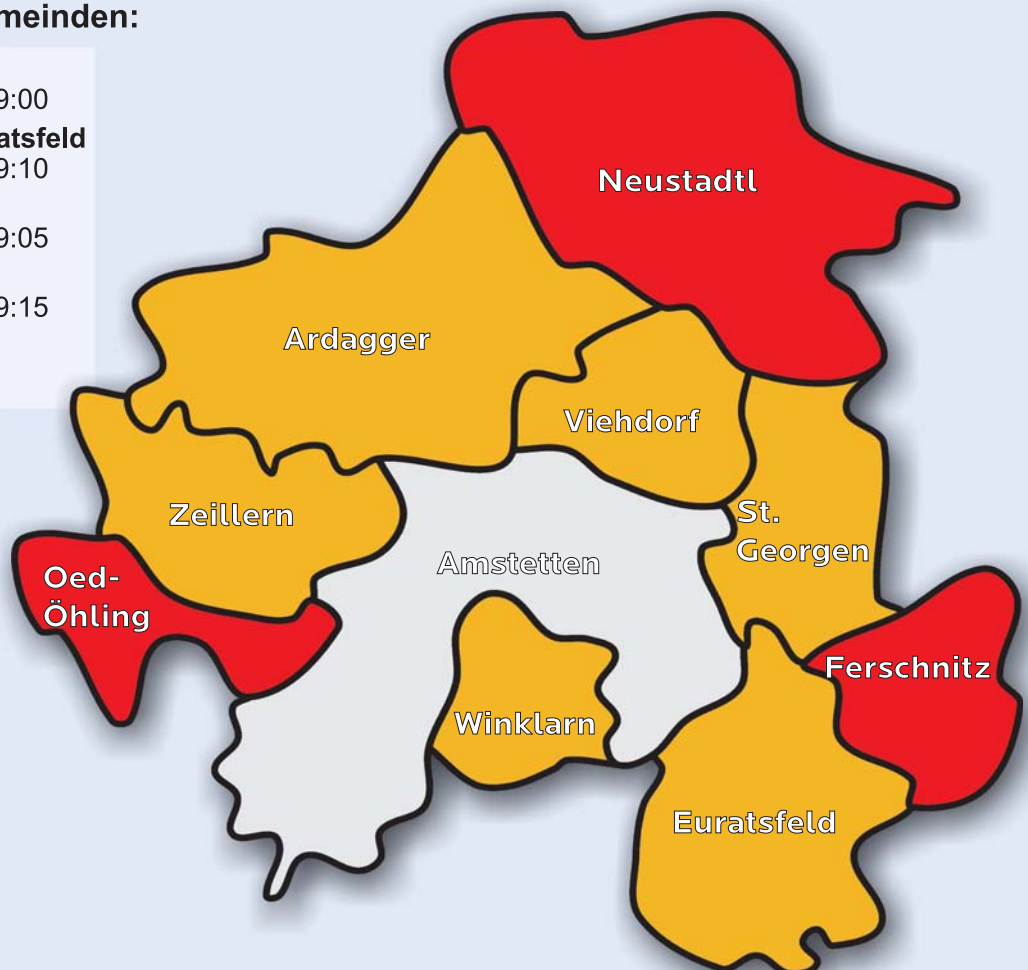 meinden:
9:00
atsfeld
9:10
9:05
9:15
Neustadtl
Ardagger
Viehdorf
Zeillern
St.
Georgen
Amstetten
Oed-
Öhling
Ferschnitz
Winklarn
Euratsfeld